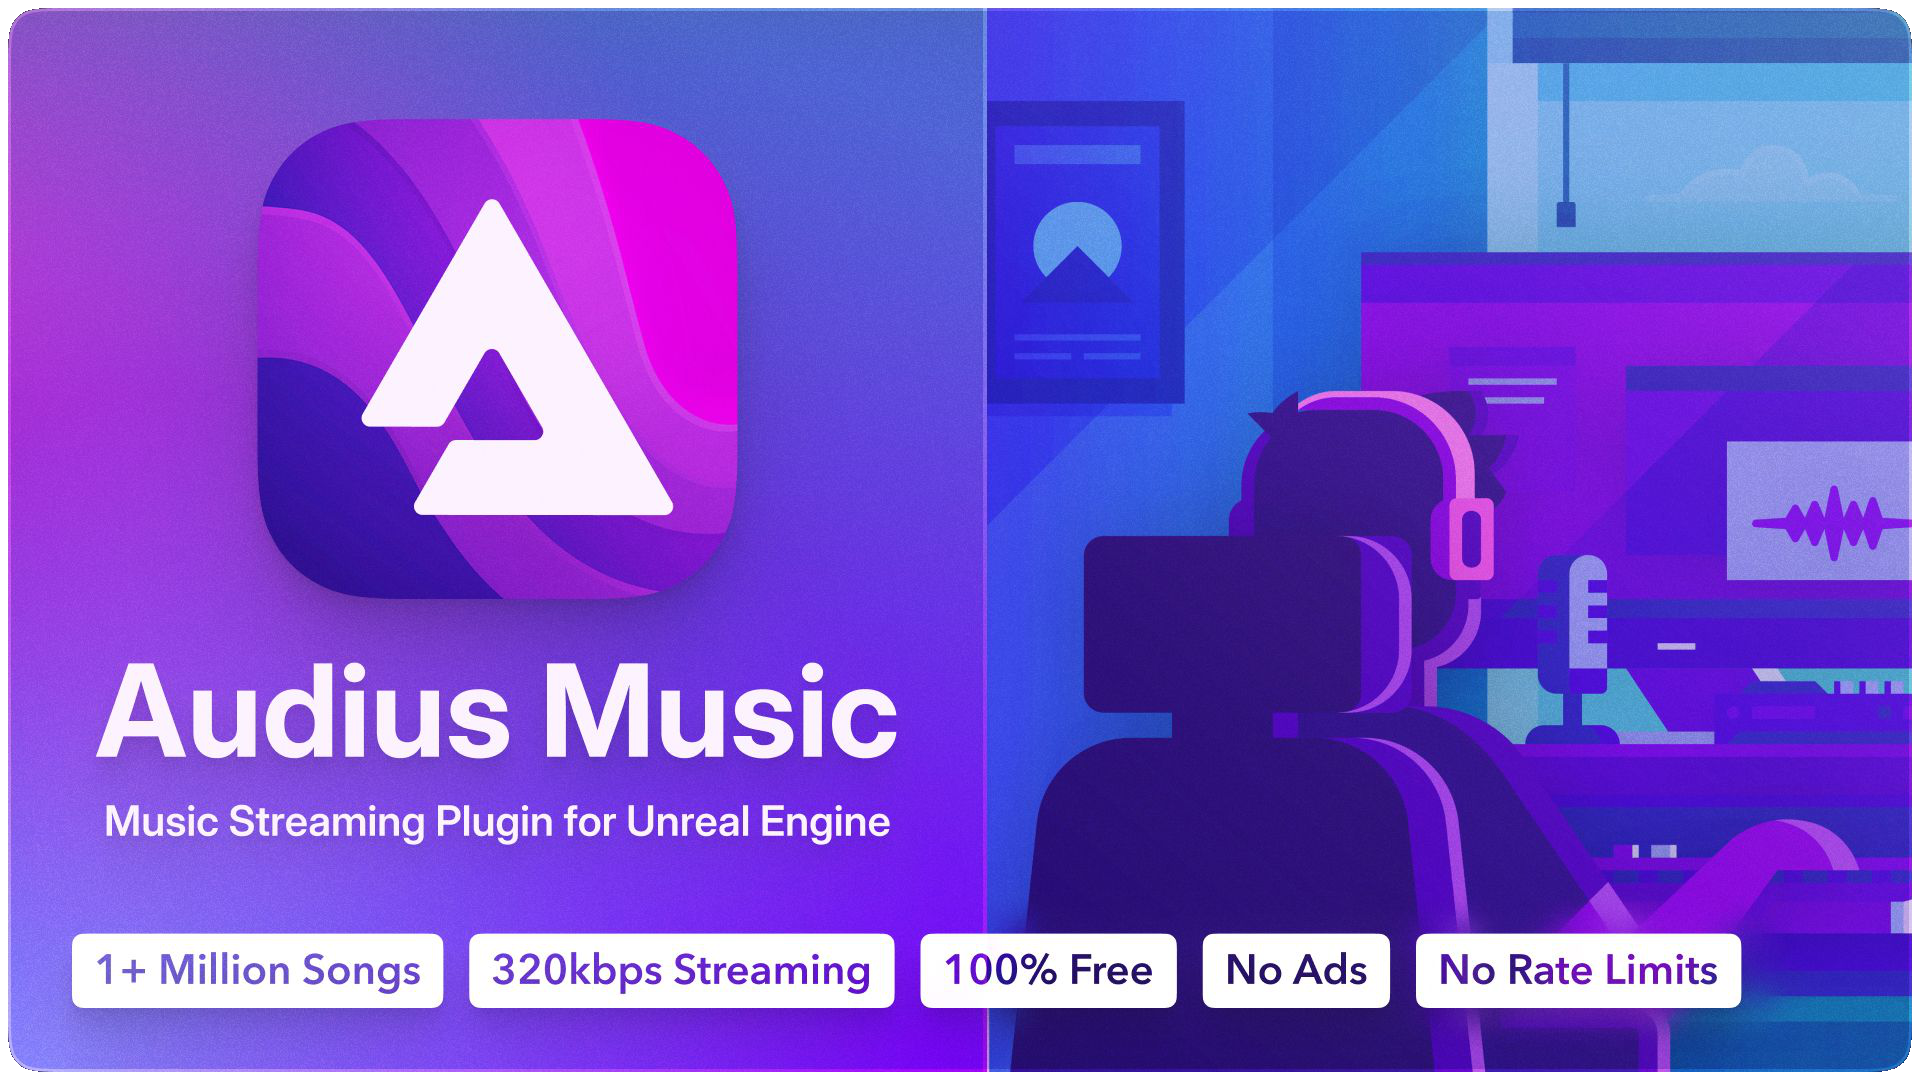 Audius Music
Music Streaming Plugin for Unreal Engine
1+ Million Songs
320kbps Streaming
100% Free
No Ads
No Rate Limits